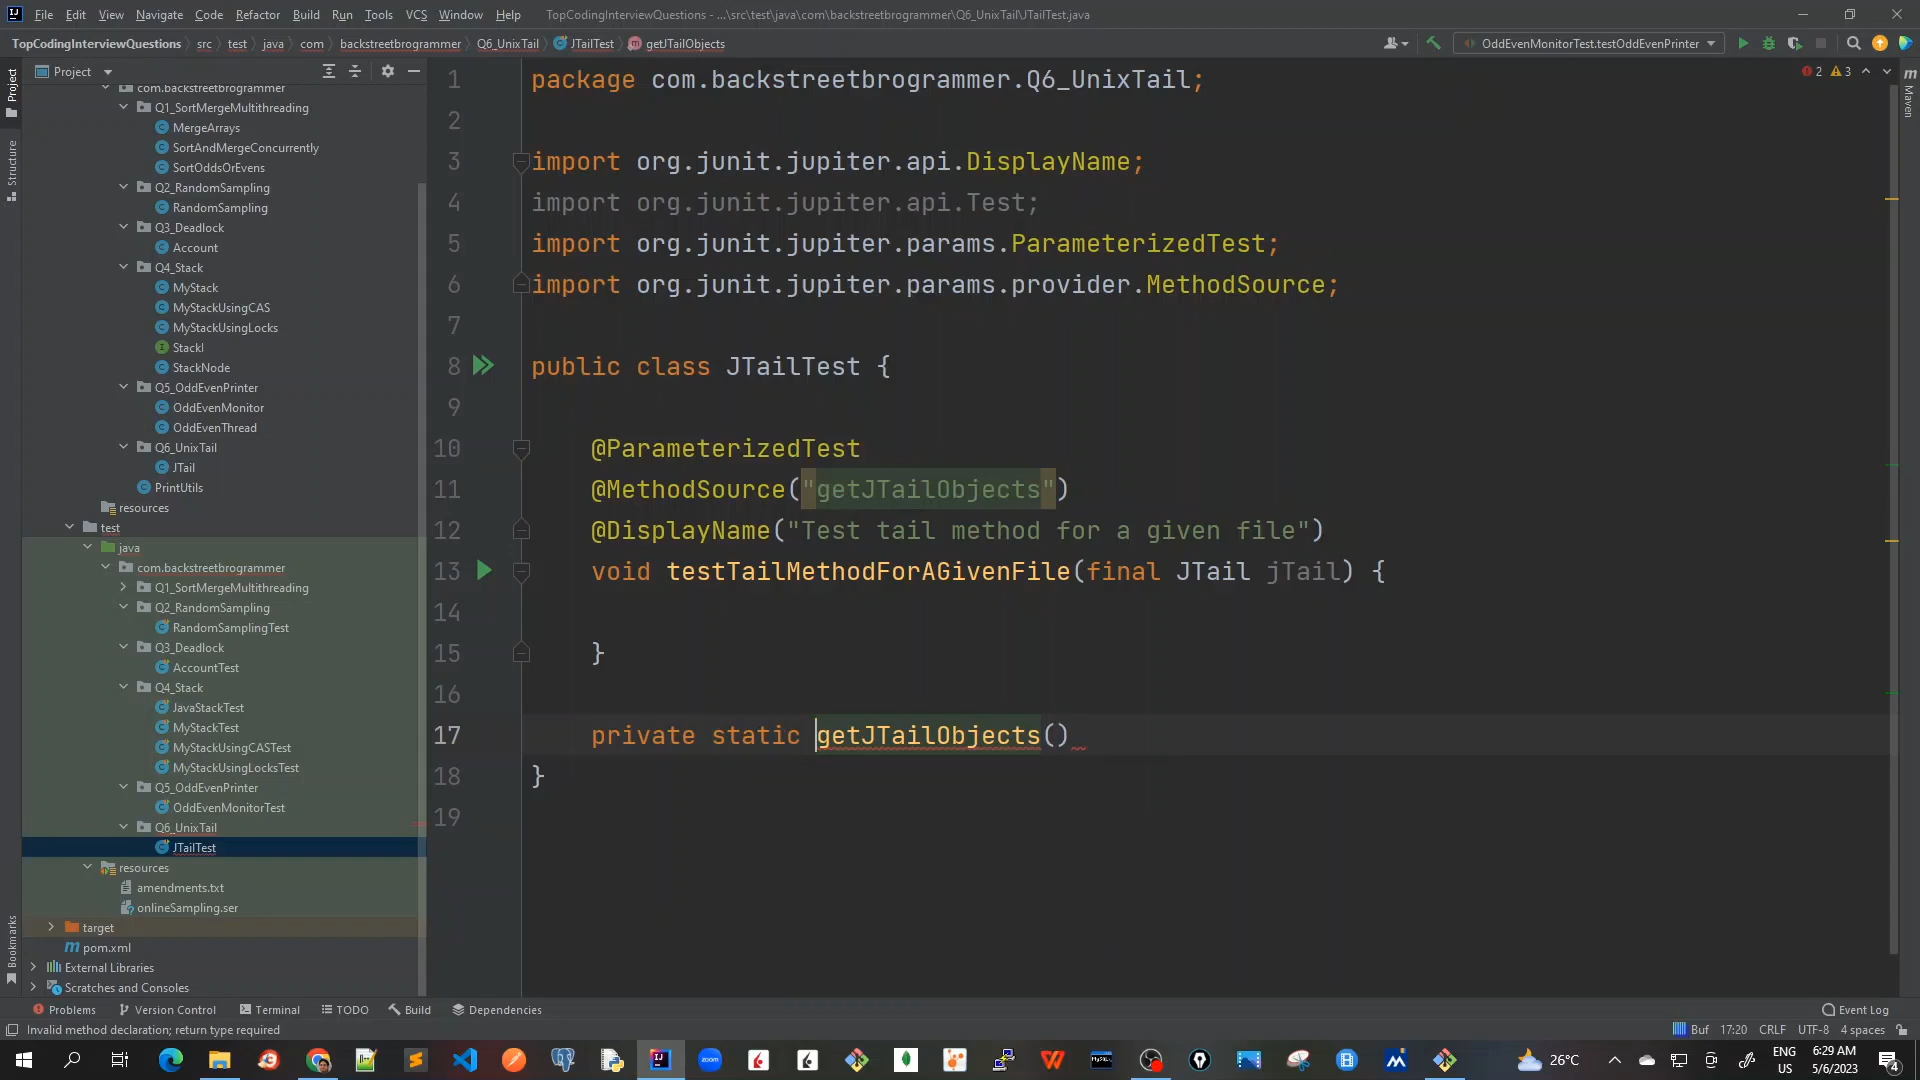 File Edit View Navigate Code Refactor Build Run Tools VCS Window Help TopCodingInterviewQuestions - ...\src\test\java\com\backstreetbrogrammer\Q6_UnixTail\JTailTest.java
TopCodingInterviewQuestions src test java com backstreetbrogrammer Q6_UnixTail JTailTest getJTailObjects OddEvenMonitorTest.testOddEvenPrinter
Project
Project
Structure
Bookmarks
com.backstreetbrogrammer
Q1_SortMergeMultithreading
MergeArrays
SortAndMergeConcurrently
SortOddsOrEvens
Q2_RandomSampling
RandomSampling
Q3_Deadlock
Account
Q4_Stack
MyStack
MyStackUsingCAS
MyStackUsingLocks
StackI
StackNode
Q5_OddEvenPrinter
OddEvenMonitor
OddEvenThread
Q6_UnixTail
JTail
PrintUtils
resources
test
java
com.backstreetbrogrammer
Q1_SortMergeMultithreading
Q2_RandomSampling
RandomSamplingTest
Q3_Deadlock
AccountTest
Q4_Stack
JavaStackTest
MyStackTest
MyStackUsingCASTest
MyStackUsingLocksTest
Q5_OddEvenPrinter
OddEvenMonitorTest
Q6_UnixTail
JTailTest
resources
amendments.txt
onlineSampling.ser
target
pom.xml
External Libraries
Scratches and Consoles
1 package com.backstreetbrogrammer.Q6_UnixTail;
2
3 import org.junit.jupiter.api.DisplayName;
4 import org.junit.jupiter.api.Test;
5 import org.junit.jupiter.params.ParameterizedTest;
6 import org.junit.jupiter.params.provider.MethodSource;
7
8 public class JTailTest {
9
10 @ParameterizedTest
11 @MethodSource("getJTailObjects")
12 @DisplayName("Test tail method for a given file")
13 void testTailMethodForAGivenFile(final JTail jTail) {
14
15 }
16
17 private static getJTailObjects()
18 }
19
2 3
Maven
Problems Version Control Terminal TODO Build Dependencies Event Log
Invalid method declaration; return type required Buf 17:20 CRLF UTF-8 4 spaces
zoom 26°C ENG US 6:29 AM 5/6/2023 4